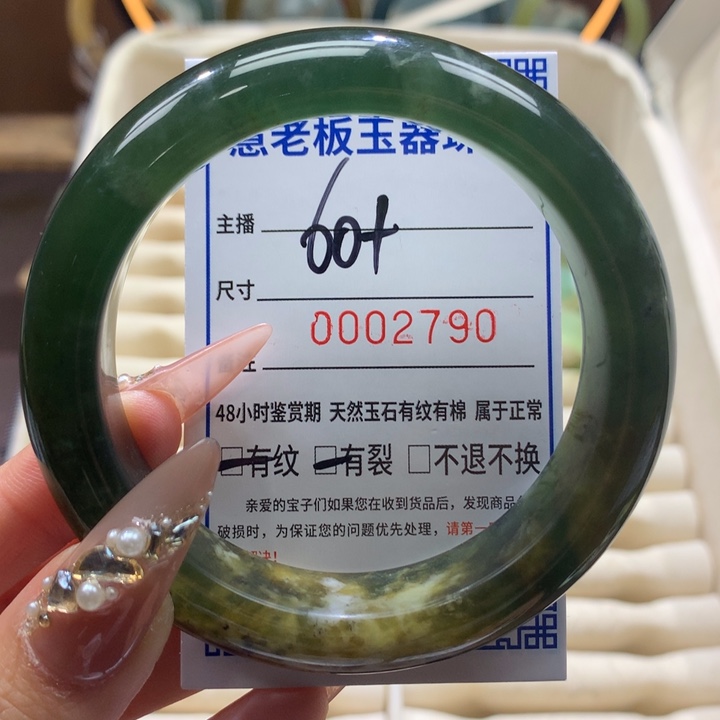 老板玉器
主播 60+
尺寸
0002790
48小时鉴赏期 天然玉石有纹有棉 属于正常
□有纹 □有裂 □不退不换
亲爱的宝子们如果您在收到货品后，发现商品
破损时，为保证您的问题优先处理，请第一
决！